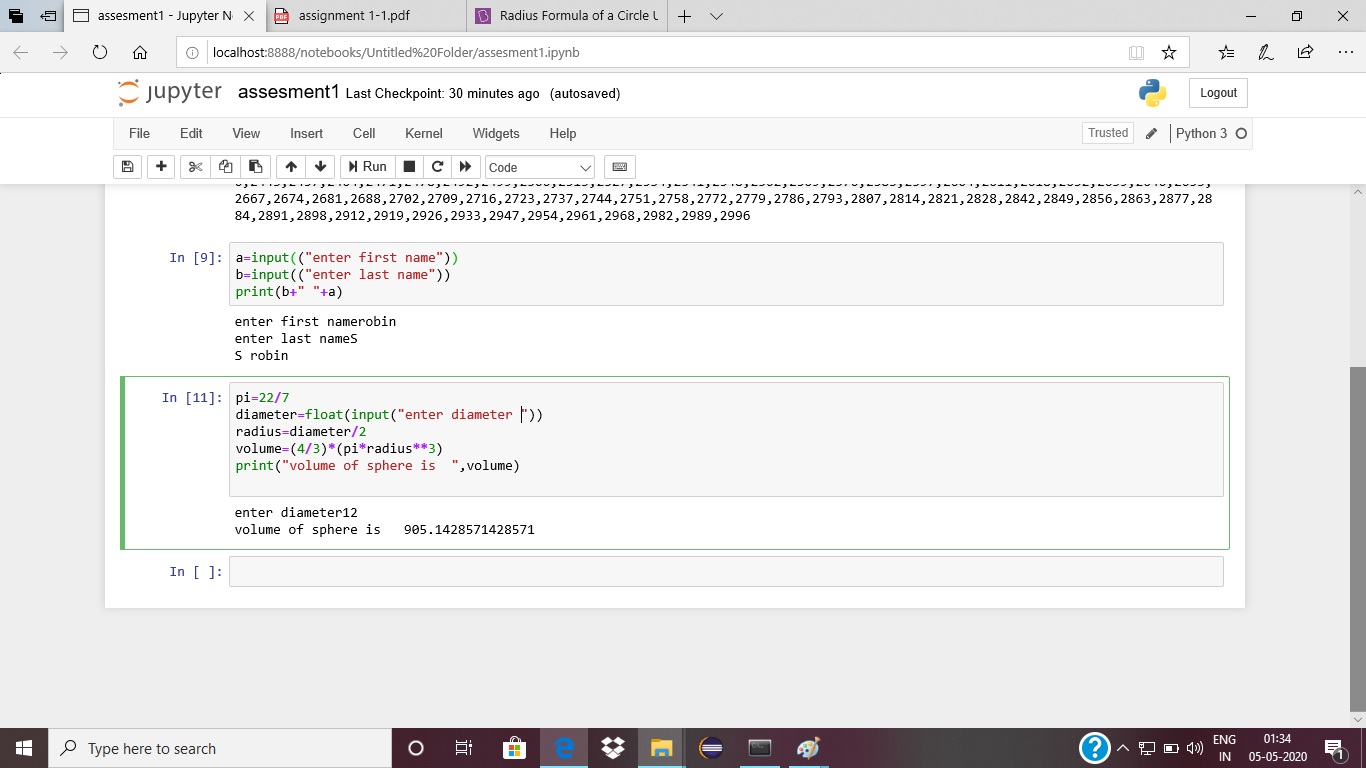 assesment1 - Jupyter N
assignment 1-1.pdf
Radius Formula of a Circle U
localhost:8888/notebooks/Untitled%20Folder/assesment1.ipynb
jupyter assesment1 Last Checkpoint: 30 minutes ago (autosaved)
Logout
File Edit View Insert Cell Kernel Widgets Help
Trusted
Python 3
Run
Code
2667,2674,2681,2688,2702,2709,2716,2723,2737,2744,2751,2758,2772,2779,2786,2793,2807,2814,2821,2828,2842,2849,2856,2863,2877,28
84,2891,2898,2912,2919,2926,2933,2947,2954,2961,2968,2982,2989,2996
In [9]: a=input(("enter first name"))
b=input(("enter last name"))
print(b+" "+a)
enter first namerobin
enter last nameS
S robin
In [11]: pi=22/7
diameter=float(input("enter diameter "))
radius=diameter/2
volume=(4/3)*(pi*radius**3)
print("volume of sphere is  ",volume)
enter diameter12
volume of sphere is   905.1428571428571
In [ ]:
Type here to search
ENG
IN
01:34
05-05-2020
1